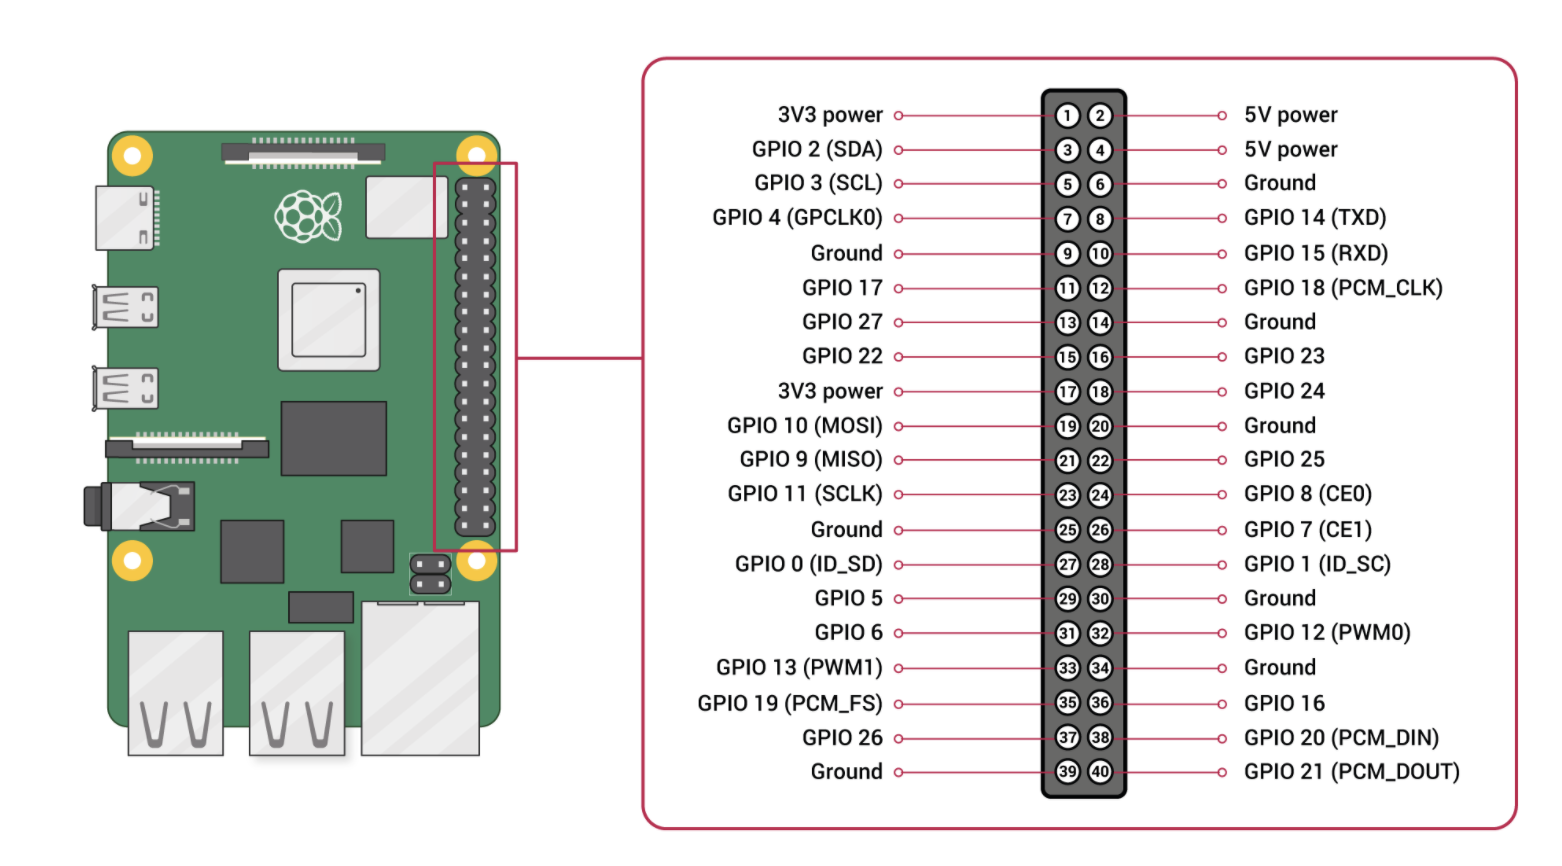 3V3 power 1 2 5V power
GPIO 2 (SDA) 3 4 5V power
GPIO 3 (SCL) 5 6 Ground
GPIO 4 (GPCLK0) 7 8 GPIO 14 (TXD)
Ground 9 10 GPIO 15 (RXD)
GPIO 17 11 12 GPIO 18 (PCM_CLK)
GPIO 27 13 14 Ground
GPIO 22 15 16 GPIO 23
3V3 power 17 18 GPIO 24
GPIO 10 (MOSI) 19 20 Ground
GPIO 9 (MISO) 21 22 GPIO 25
GPIO 11 (SCLK) 23 24 GPIO 8 (CE0)
Ground 25 26 GPIO 7 (CE1)
GPIO 0 (ID_SD) 27 28 GPIO 1 (ID_SC)
GPIO 5 29 30 Ground
GPIO 6 31 32 GPIO 12 (PWM0)
GPIO 13 (PWM1) 33 34 Ground
GPIO 19 (PCM_FS) 35 36 GPIO 16
GPIO 26 37 38 GPIO 20 (PCM_DIN)
Ground 39 40 GPIO 21 (PCM_DOUT)